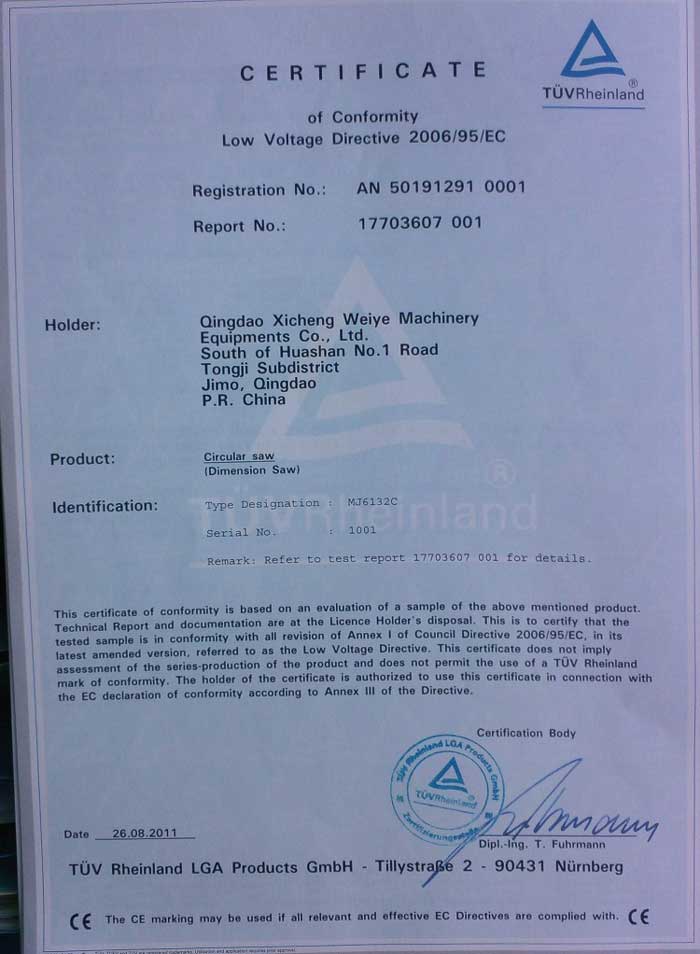 CERTIFICATE
TÜVRheinland ®
of Conformity
Low Voltage Directive 2006/95/EC
Registration No.: AN 50191291 0001
Report No.: 17703607 001
Holder: Qingdao Xicheng Weiye Machinery
Equipments Co., Ltd.
South of Huashan No.1 Road
Tongji Subdistrict
Jimo, Qingdao
P.R. China
Product: Circular saw
(Dimension Saw)
®
TÜVRheinland
Identification: Type Designation : MJ6132C
Serial No. : 1001
Remark: Refer to test report 17703607 001 for details.
This certificate of conformity is based on an evaluation of a sample of the above mentioned product.
Technical Report and documentation are at the Licence Holder's disposal. This is to certify that the
tested sample is in conformity with all revision of Annex I of Council Directive 2006/95/EC, in its
latest amended version, referred to as the Low Voltage Directive. This certificate does not imply
assessment of the series-production of the product and does not permit the use of a TÜV Rheinland
mark of conformity. The holder of the certificate is authorized to use this certificate in connection with
the EC declaration of conformity according to Annex III of the Directive.
Certification Body
TÜV Rheinland LGA Products GmbH
TÜVRheinland
Zertifizierungsstelle
Date 26.08.2011
Dipl.-Ing. T. Fuhrmann
TÜV Rheinland LGA Products GmbH - Tillystraße 2 - 90431 Nürnberg
CE The CE marking may be used if all relevant and effective EC Directives are complied with. CE